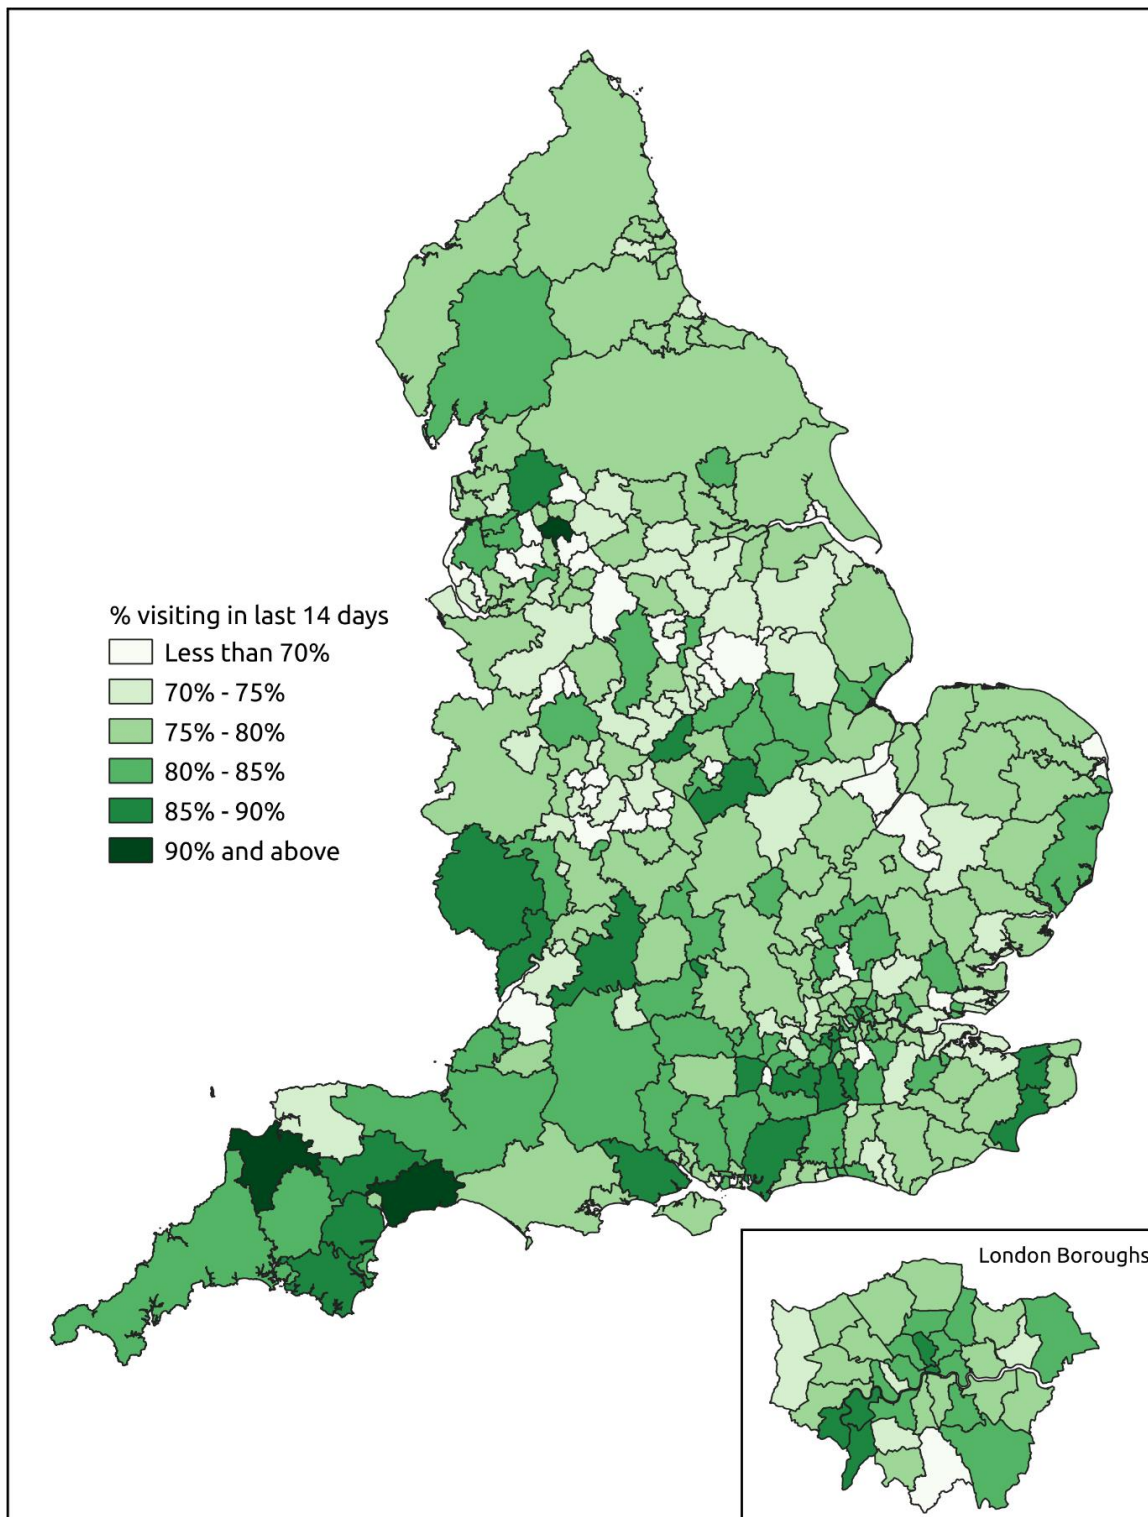 % visiting in last 14 days
Less than 70%
70% - 75%
75% - 80%
80% - 85%
85% - 90%
90% and above
London Boroughs